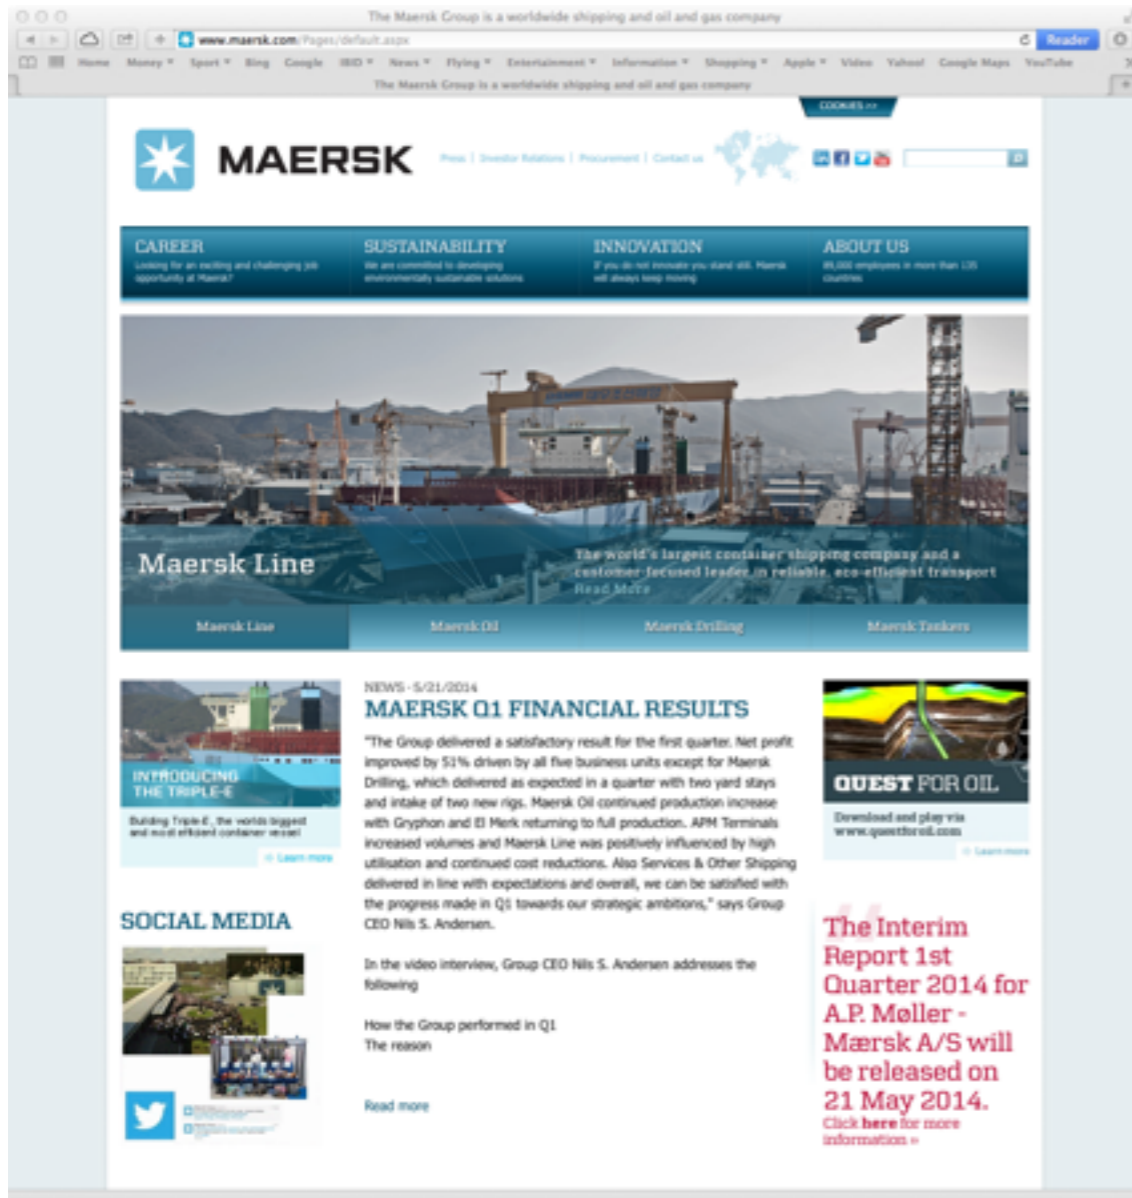 The Maersk Group is a worldwide shipping and oil and gas company
www.maersk.com/Pages/default.aspx
Reader
Home Money Sport Bing Google IBID News Flying Entertainment Information Shopping Apple Video Yahoo! Google Maps YouTube
The Maersk Group is a worldwide shipping and oil and gas company
COOKIES >>
MAERSK
Press | Investor Relations | Procurement | Contact us
CAREER
Looking for an exciting and challenging job
opportunity at Maersk?
SUSTAINABILITY
We are committed to developing
environmentally sustainable solutions
INNOVATION
If you do not innovate you stand still. Maersk
will always keep moving
ABOUT US
89,000 employees in more than 135
countries
Maersk Line
The world's largest container shipping company and a
customer-focused leader in reliable, eco-efficient transport
Read More
Maersk Line
Maersk Oil
Maersk Drilling
Maersk Tankers
INTRODUCING
THE TRIPLE-E
Building Triple-E, the worlds biggest
and most efficient container vessel
Learn more
SOCIAL MEDIA
NEWS - 5/21/2014
MAERSK Q1 FINANCIAL RESULTS
"The Group delivered a satisfactory result for the first quarter. Net profit
improved by 51% driven by all five business units except for Maersk
Drilling, which delivered as expected in a quarter with two yard stays
and intake of two new rigs. Maersk Oil continued production increase
with Gryphon and El Merk returning to full production. APM Terminals
increased volumes and Maersk Line was positively influenced by high
utilisation and continued cost reductions. Also Services & Other Shipping
delivered in line with expectations and overall, we can be satisfied with
the progress made in Q1 towards our strategic ambitions," says Group
CEO Nils S. Andersen.
In the video interview, Group CEO Nils S. Andersen addresses the
following
How the Group performed in Q1
The reason
Read more
QUEST FOR OIL
Download and play via
www.questforoil.com
Learn more
The Interim
Report 1st
Quarter 2014 for
A.P. Møller -
Mærsk A/S will
be released on
21 May 2014.
Click here for more
information »